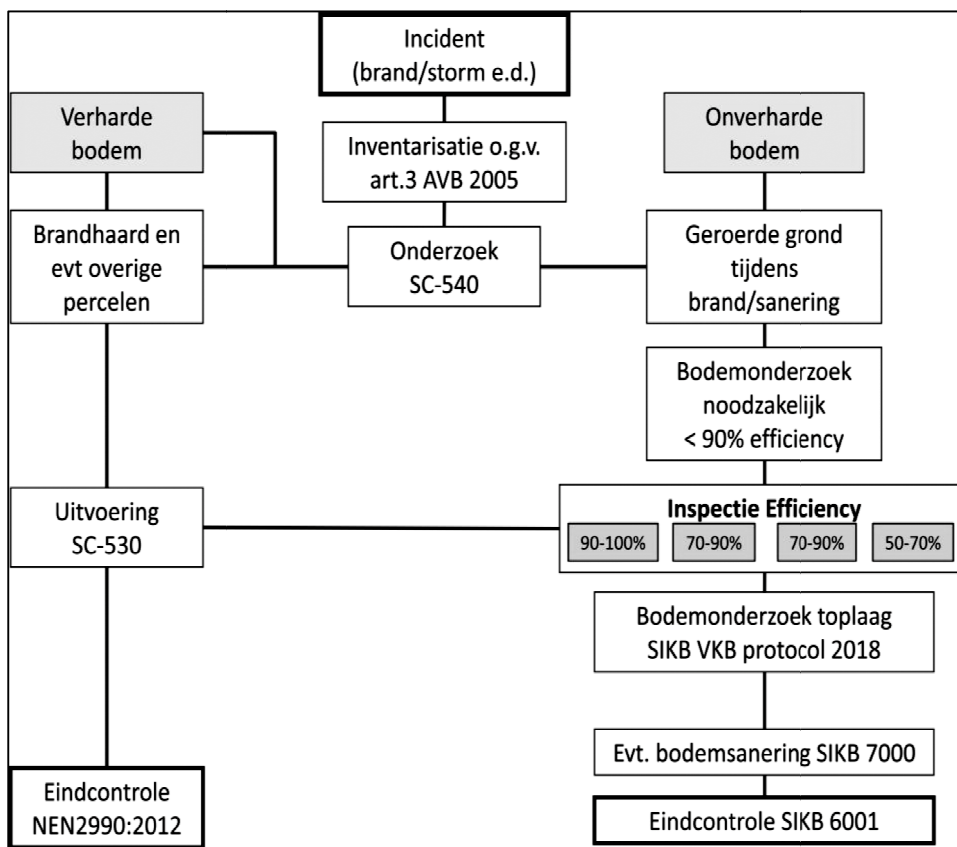 Incident
(brand/storm e.d.)
Verharde
bodem
Inventarisatie o.g.v.
art.3 AVB 2005
Onverharde
bodem
Brandhaard en
evt overige
percelen
Onderzoek
SC-540
Geroerde grond
tijdens
brand/sanering
Bodemonderzoek
noodzakelijk
< 90% efficiency
Uitvoering
SC-530
Inspectie Efficiency
90-100% 70-90% 70-90% 50-70%
Bodemonderzoek toplaag
SIKB VKB protocol 2018
Evt. bodemsanering SIKB 7000
Eindcontrole
NEN2990:2012
Eindcontrole SIKB 6001